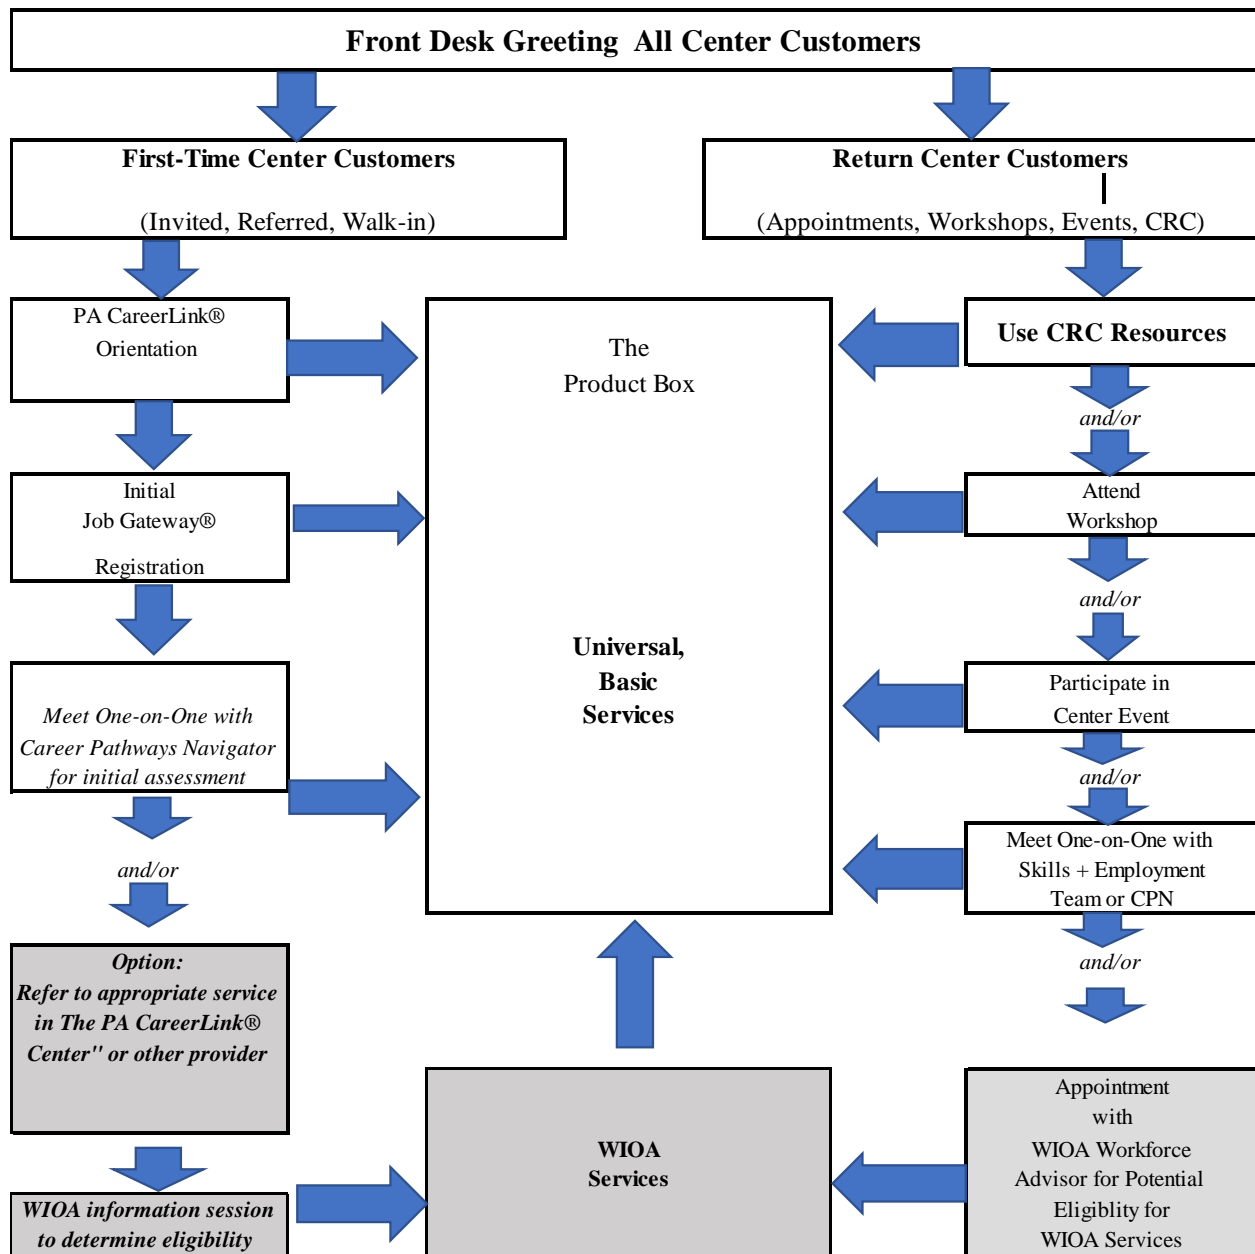 Front Desk Greeting  All Center Customers
First-Time Center Customers
(Invited, Referred, Walk-in)
Return Center Customers
(Appointments, Workshops, Events, CRC)
PA CareerLink®
Orientation
Initial
Job Gateway®
Registration
Meet One-on-One with
Career Pathways Navigator
for initial assessment
and/or
Option:
Refer to appropriate service
in The PA CareerLink®
Center" or other provider
WIOA information session
to determine eligibility
The
Product Box
Universal,
Basic
Services
WIOA
Services
Use CRC Resources
and/or
Attend
Workshop
and/or
Participate in
Center Event
and/or
Meet One-on-One with
Skills + Employment
Team or CPN
and/or
Appointment
with
WIOA Workforce
Advisor for Potential
Eligiblity for
WIOA Services